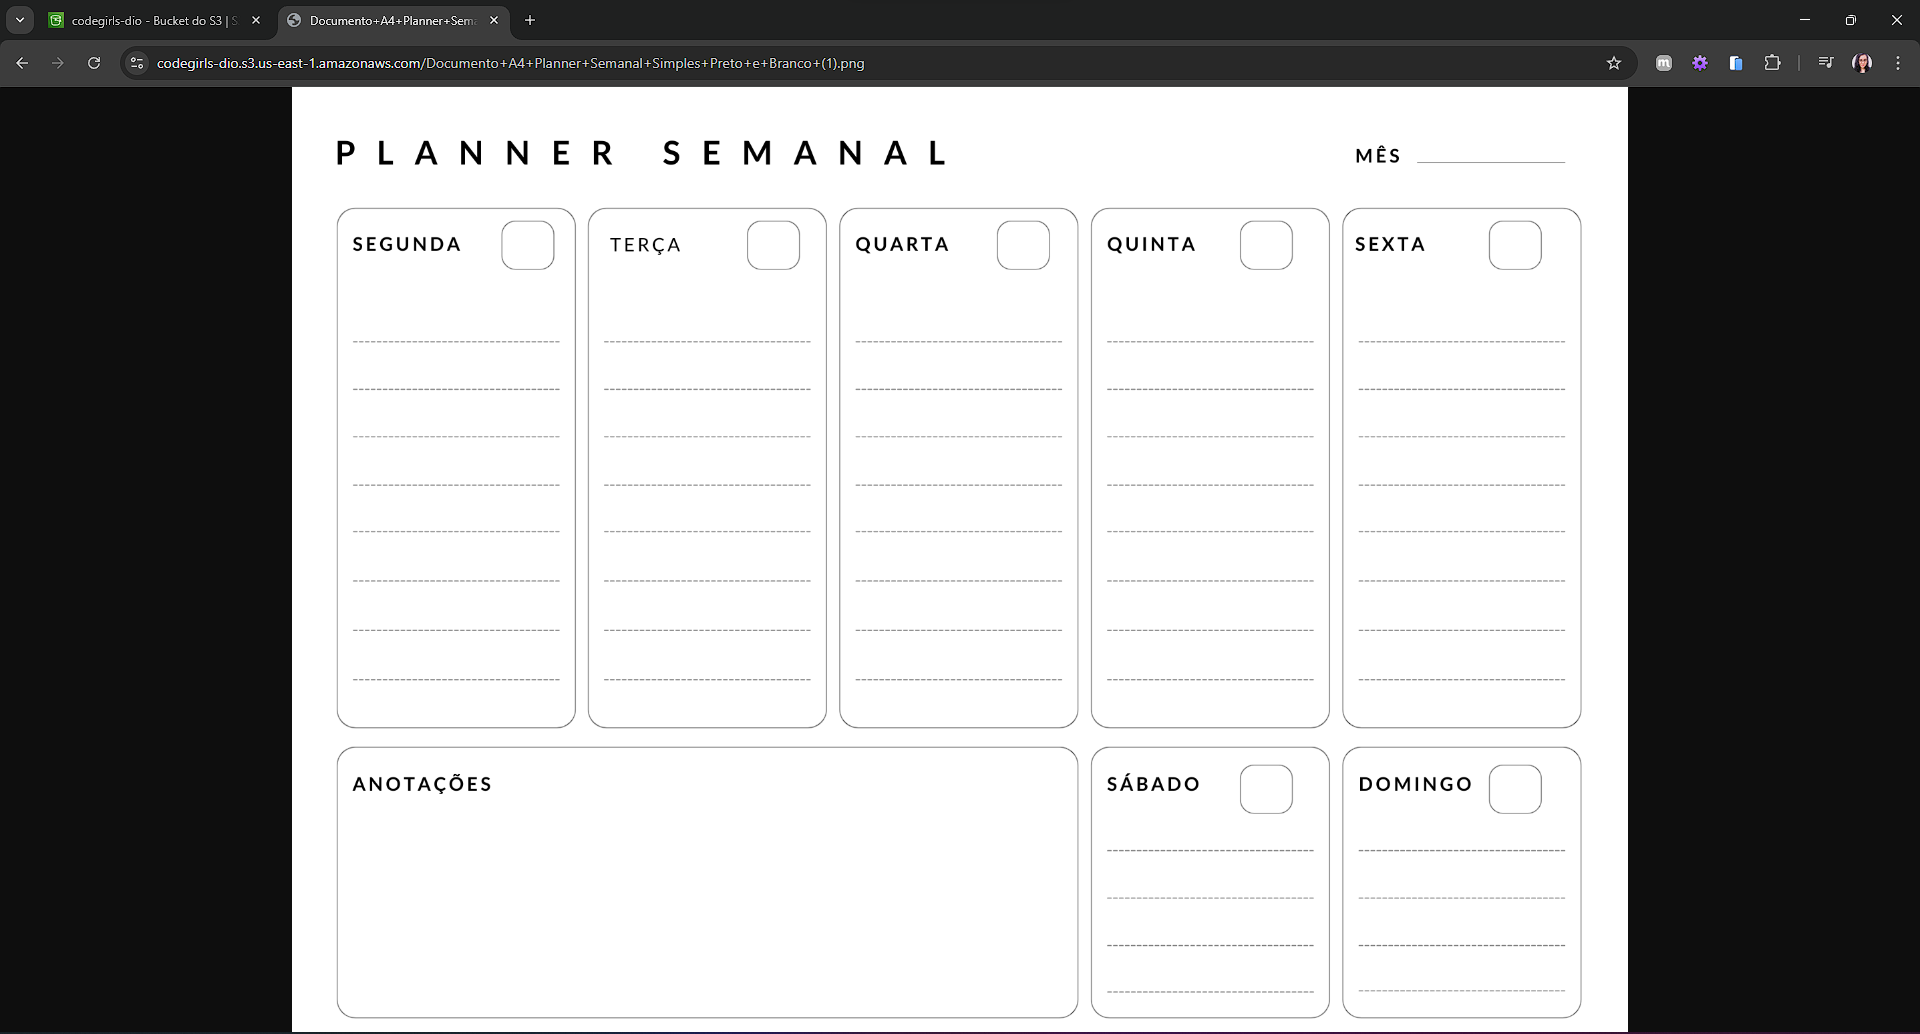 codegirls-dio - Bucket do S3 | S
Documento+A4+Planner+Sem
codegirls-dio.s3.us-east-1.amazonaws.com/Documento+A4+Planner+Semanal+Simples+Preto+e+Branco+(1).png
PLANNER SEMANAL
MÊS
SEGUNDA
TERÇA
QUARTA
QUINTA
SEXTA
ANOTAÇÕES
SÁBADO
DOMINGO